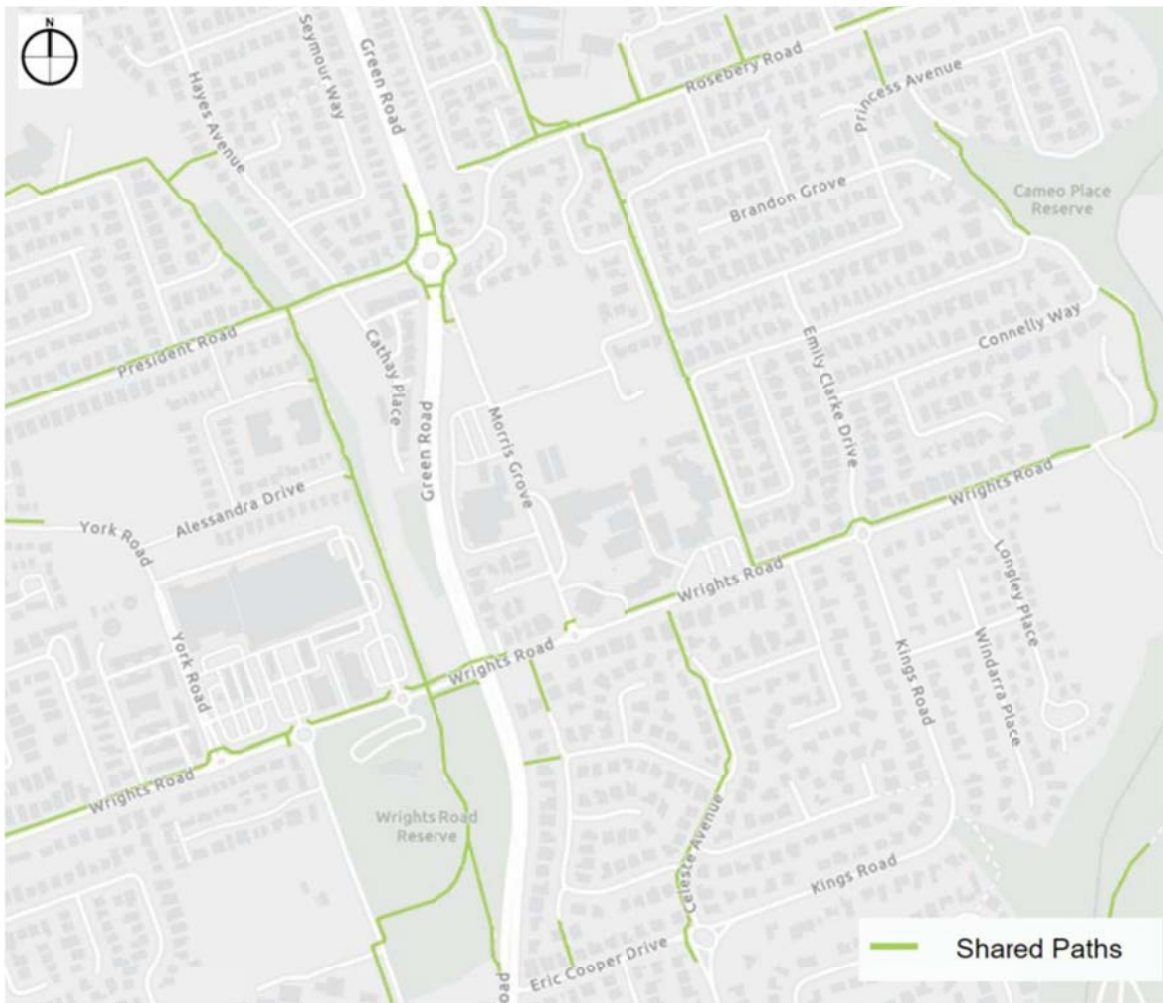 N
Seymour Way
Green Road
Hayes Avenue
Rosebery Road
Princess Avenue
Brandon Grove
Cameo Place
Reserve
President Road
Cathay Place
Emily Clarke Drive
Connelly Way
Green Road
Morris Grove
Alessandra Drive
York Road
Wrights Road
Wrights Road
Longley Place
York Road
Wrights Road
Kings Road
Windarra Place
Wrights Road
Wrights Road
Reserve
Caleste Avenue
Kings Road
Eric Cooper Drive
oad
Shared Paths